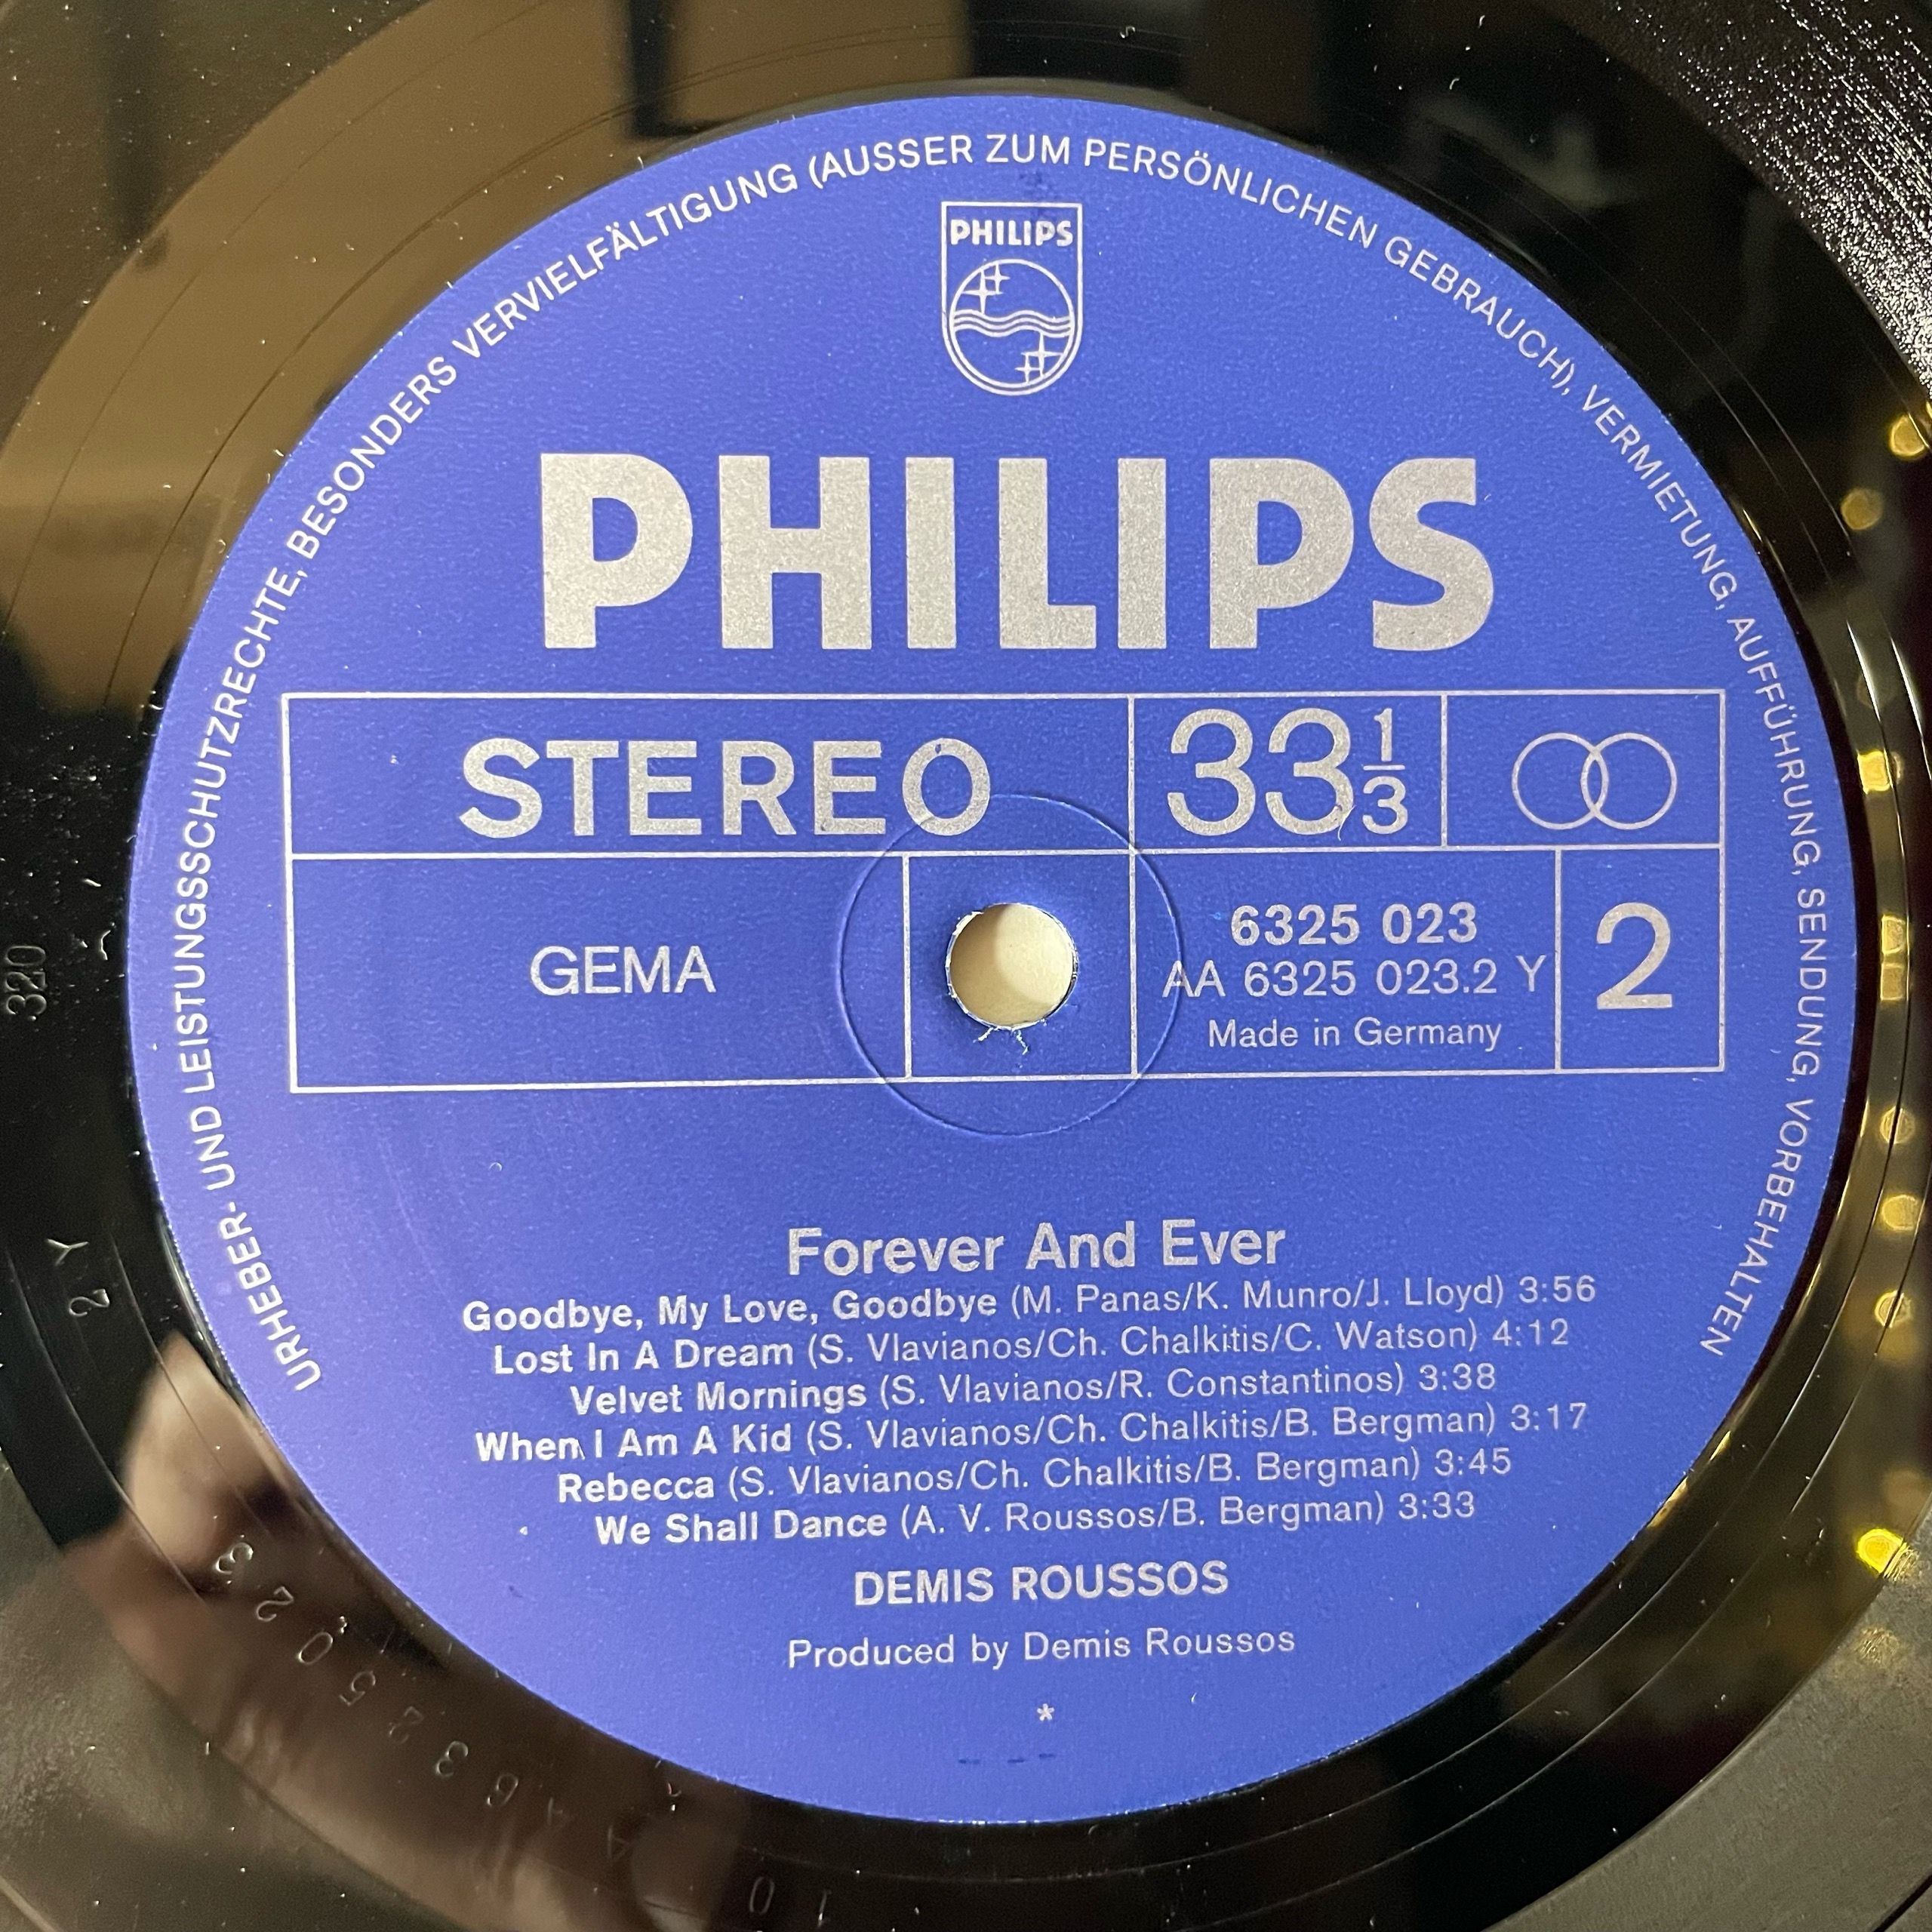 URHEBER- UND LEISTUNGSSCHUTZRECHTE, BESONDERS VERVIELFÄLTIGUNG (AUSSER ZUM PERSÖNLICHEN GEBRAUCH), VERMIETUNG, AUFFÜHRUNG, SENDUNG, VORBEHALTEN
PHILIPS
PHILIPS
STEREO
33 1/3
GEMA
6325 023
AA 6325 023.2 Y
Made in Germany
2
Forever And Ever
Goodbye, My Love, Goodbye (M. Panas/K. Munro/J. Lloyd) 3:56
Lost In A Dream (S. Vlavianos/Ch. Chalkitis/C. Watson) 4:12
Velvet Mornings (S. Vlavianos/R. Constantinos) 3:38
When I Am A Kid (S. Vlavianos/Ch. Chalkitis/B. Bergman) 3:17
Rebecca (S. Vlavianos/Ch. Chalkitis/B. Bergman) 3:45
We Shall Dance (A. V. Roussos/B. Bergman) 3:33
DEMIS ROUSSOS
Produced by Demis Roussos
*
320
2 Y